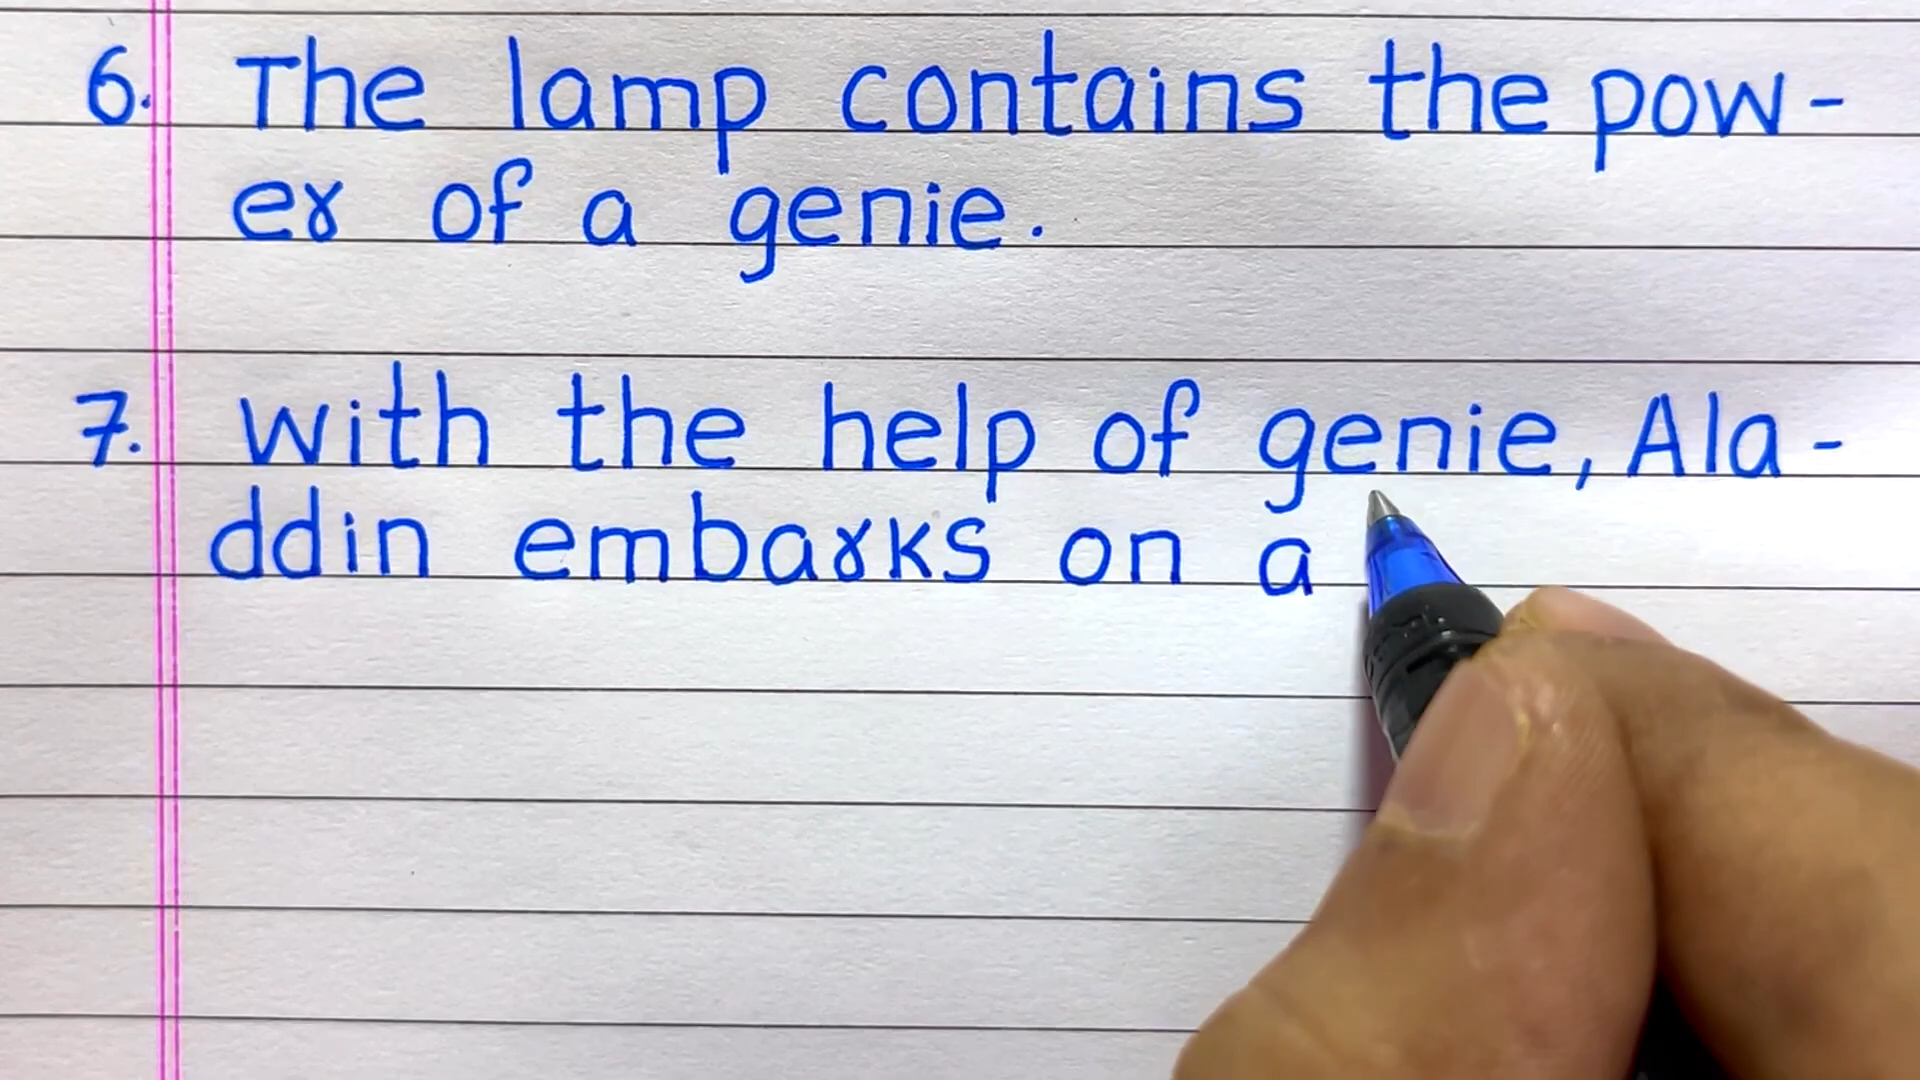 6. The lamp contains the pow-
er of a genie.
7. With the help of genie, Ala-
ddin embarks on a